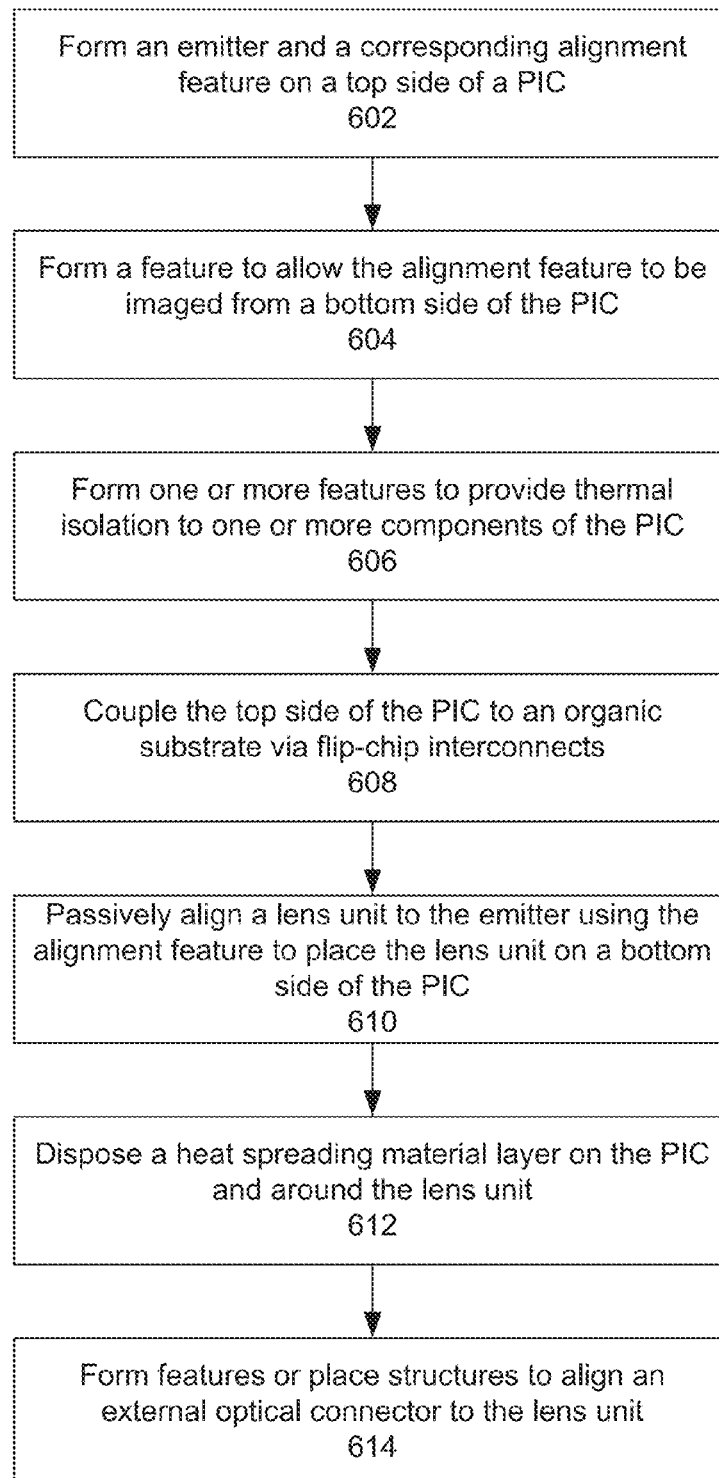 Form an emitter and a corresponding alignment
feature on a top side of a PIC
602
Form a feature to allow the alignment feature to be
imaged from a bottom side of the PIC
604
Form one or more features to provide thermal
isolation to one or more components of the PIC
606
Couple the top side of the PIC to an organic
substrate via flip-chip interconnects
608
Passively align a lens unit to the emitter using the
alignment feature to place the lens unit on a bottom
side of the PIC
610
Dispose a heat spreading material layer on the PIC
and around the lens unit
612
Form features or place structures to align an
external optical connector to the lens unit
614